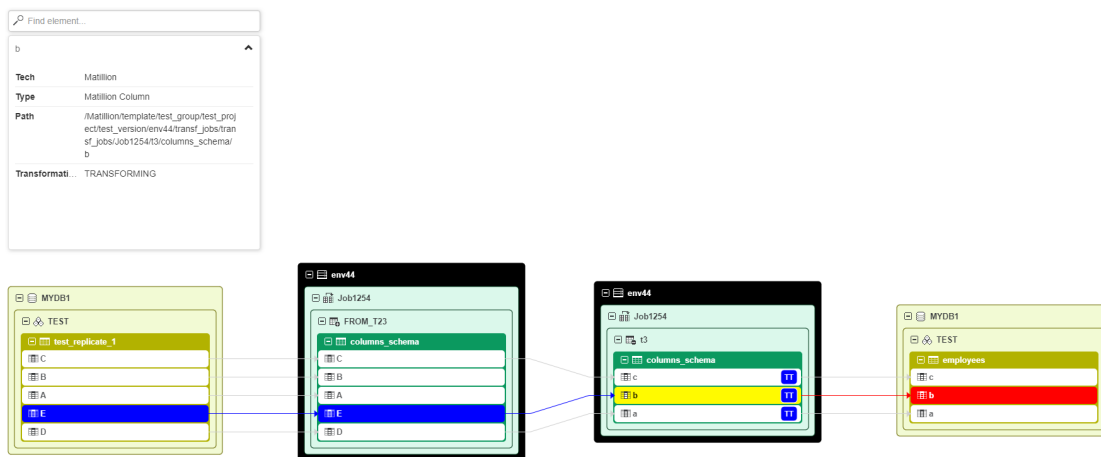 Find element...
b
Tech Matillion
Type Matillion Column
Path /Matillion/template/test_group/test_proj
ect/test_version/env44/transf_jobs/tran
sf_jobs/Job1254/t3/columns_schema/
b
Transformati... TRANSFORMING
MYDB1
TEST
test_replicate_1
C
B
A
E
D
env44
Job1254
FROM_T23
columns_schema
C
B
A
E
D
env44
Job1254
t3
columns_schema
c TT
b TT
a TT
MYDB1
TEST
employees
c
b
a